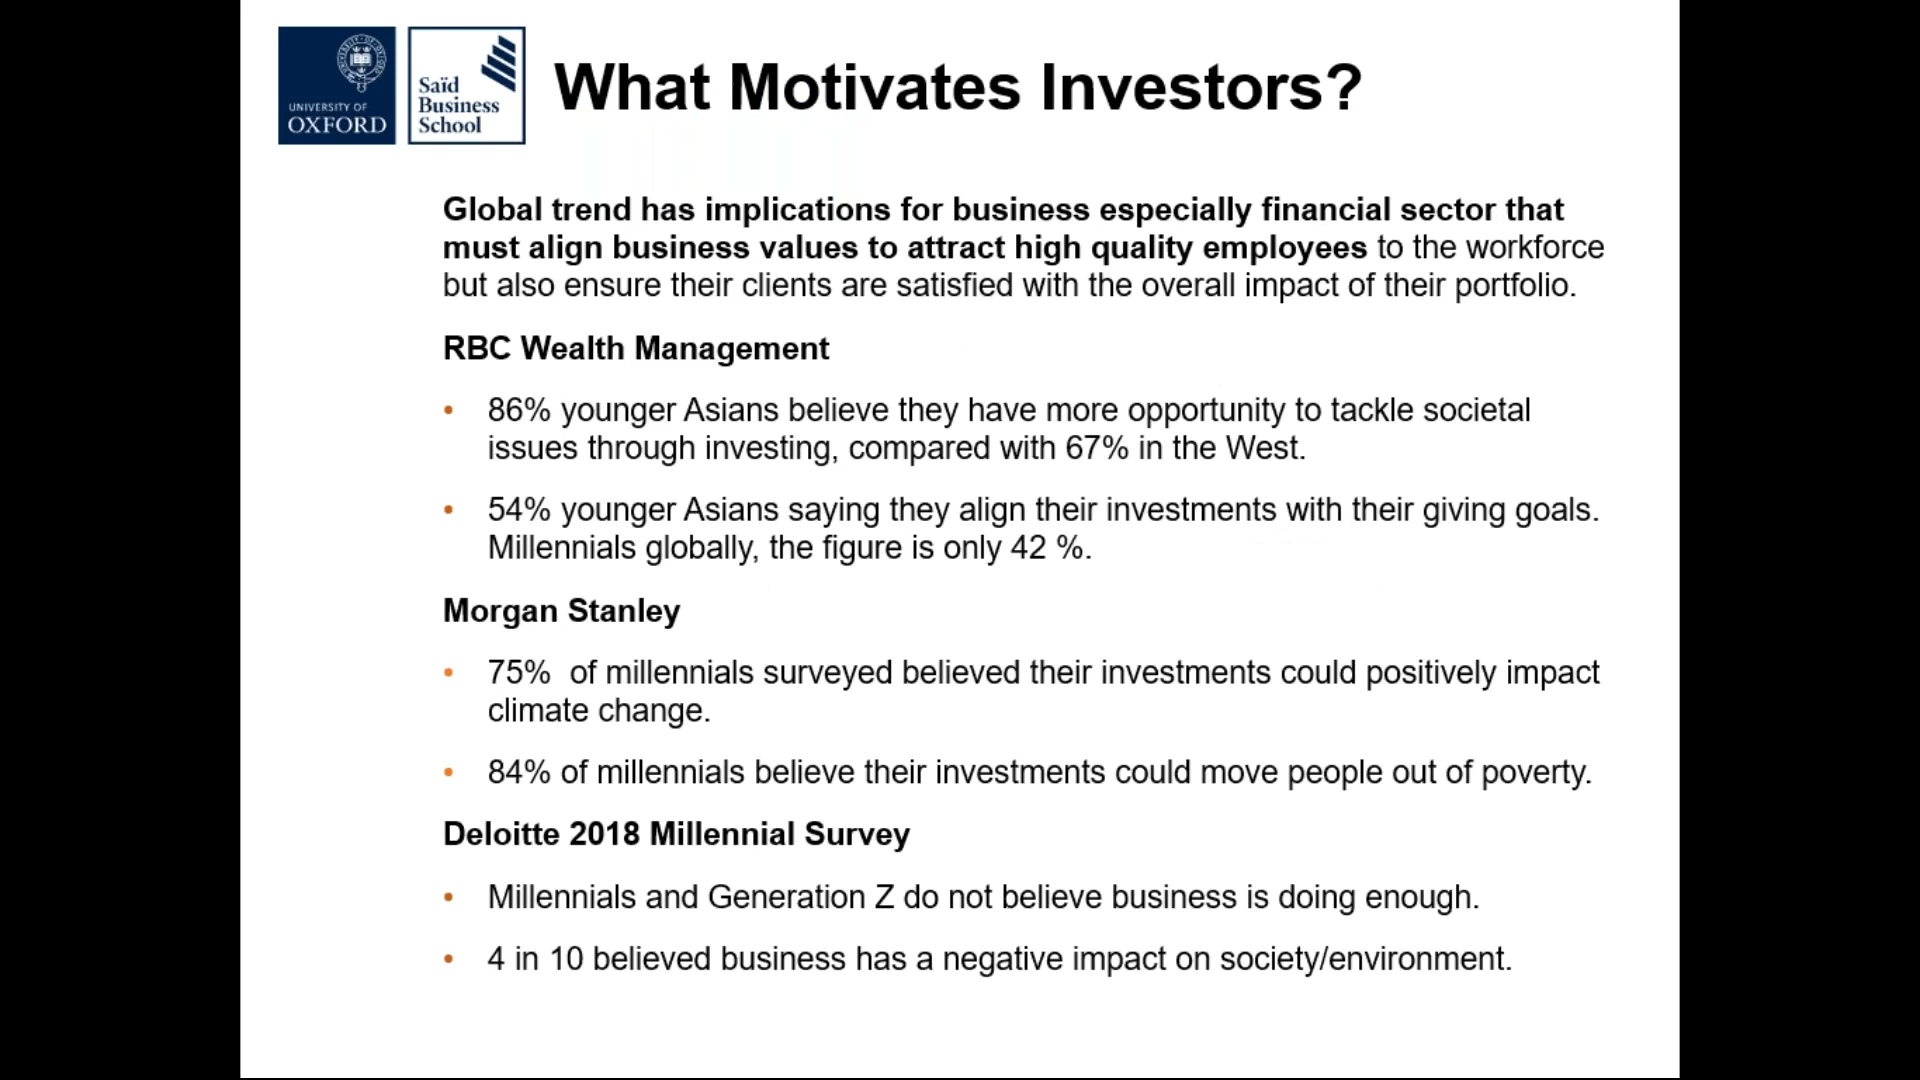 UNIVERSITY OF
OXFORD
Saïd
Business
School
What Motivates Investors?
Global trend has implications for business especially financial sector that
must align business values to attract high quality employees to the workforce
but also ensure their clients are satisfied with the overall impact of their portfolio.
RBC Wealth Management
• 86% younger Asians believe they have more opportunity to tackle societal
issues through investing, compared with 67% in the West.
• 54% younger Asians saying they align their investments with their giving goals.
Millennials globally, the figure is only 42 %.
Morgan Stanley
• 75%  of millennials surveyed believed their investments could positively impact
climate change.
• 84% of millennials believe their investments could move people out of poverty.
Deloitte 2018 Millennial Survey
• Millennials and Generation Z do not believe business is doing enough.
• 4 in 10 believed business has a negative impact on society/environment.